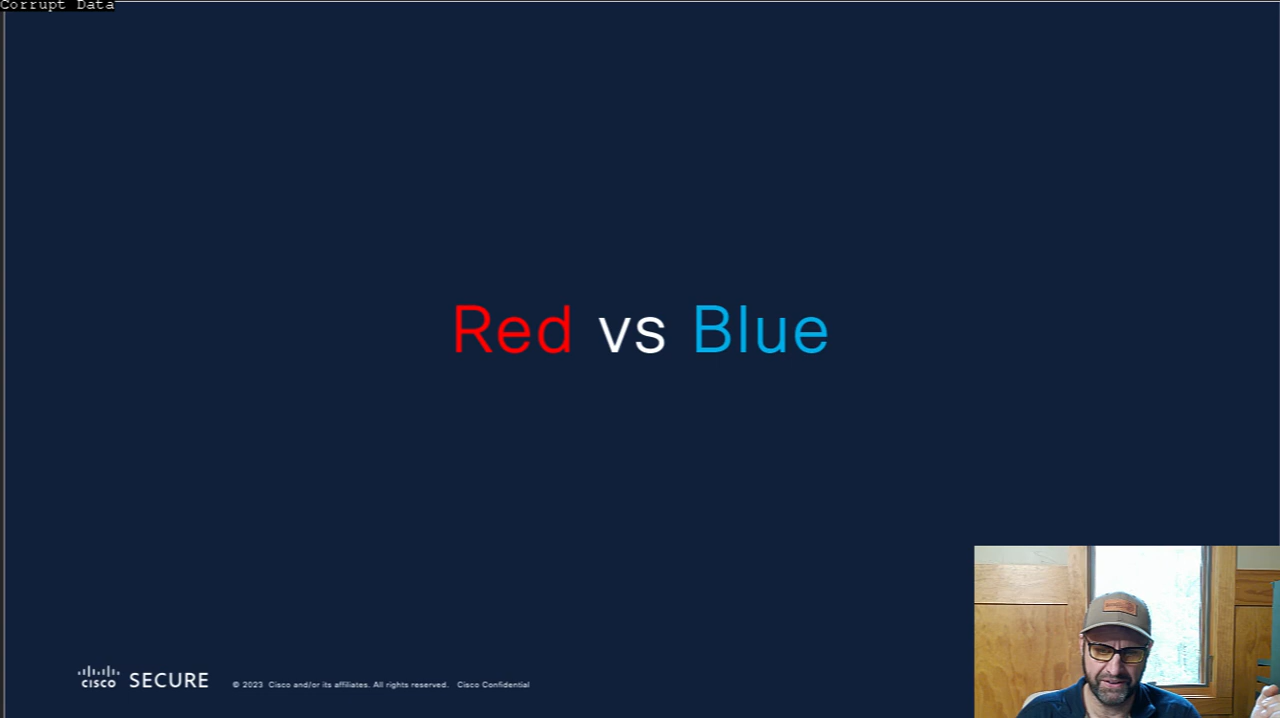 Corrupt Data
Red vs Blue
CISCO SECURE © 2023 Cisco and/or its affiliates. All rights reserved. Cisco Confidential